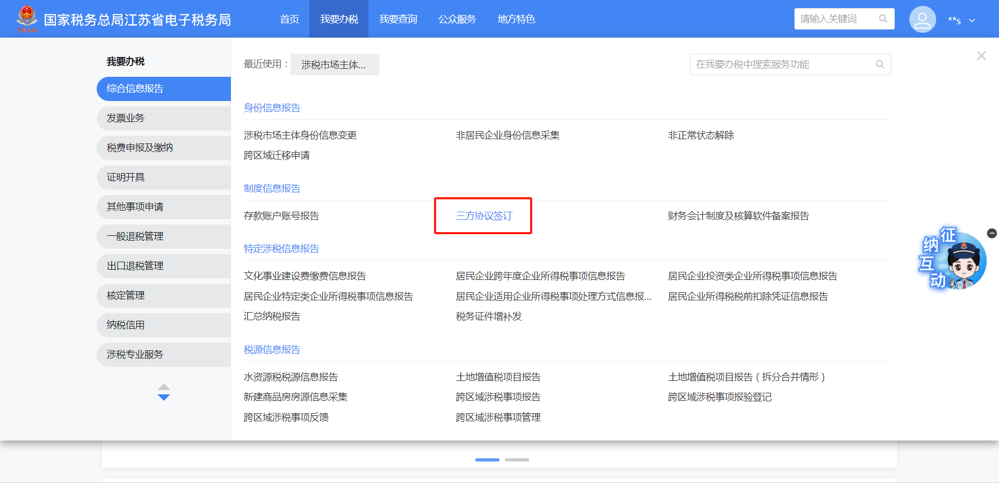 国家税务总局江苏省电子税务局
首页 我要办税 我要查询 公众服务 地方特色
请输入关键词
**s
我要办税
综合信息报告
发票业务
税费申报及缴纳
证明开具
其他事项申请
一般退税管理
出口退税管理
核定管理
纳税信用
涉税专业服务
最近使用： 涉税市场主体...
在我要办税中搜索服务功能
身份信息报告
涉税市场主体身份信息变更 非居民企业身份信息采集 非正常状态解除
跨区域迁移申请
制度信息报告
存款账户账号报告 三方协议签订 财务会计制度及核算软件备案报告
特定涉税信息报告
文化事业建设费缴费信息报告 居民企业跨年度企业所得税事项信息报告 居民企业投资类企业所得税事项信息报告
居民企业特定类企业所得税事项信息报告 居民企业适用企业所得税事项处理方式信息报... 居民企业所得税税前扣除凭证信息报告
汇总纳税报告 税务证件增补发
税源信息报告
水资源税税源信息报告 土地增值税项目报告 土地增值税项目报告（拆分合并情形）
新建商品房房源信息采集 跨区域涉税事项报告 跨区域涉税事项报验登记
跨区域涉税事项反馈 跨区域涉税事项管理
征纳互动